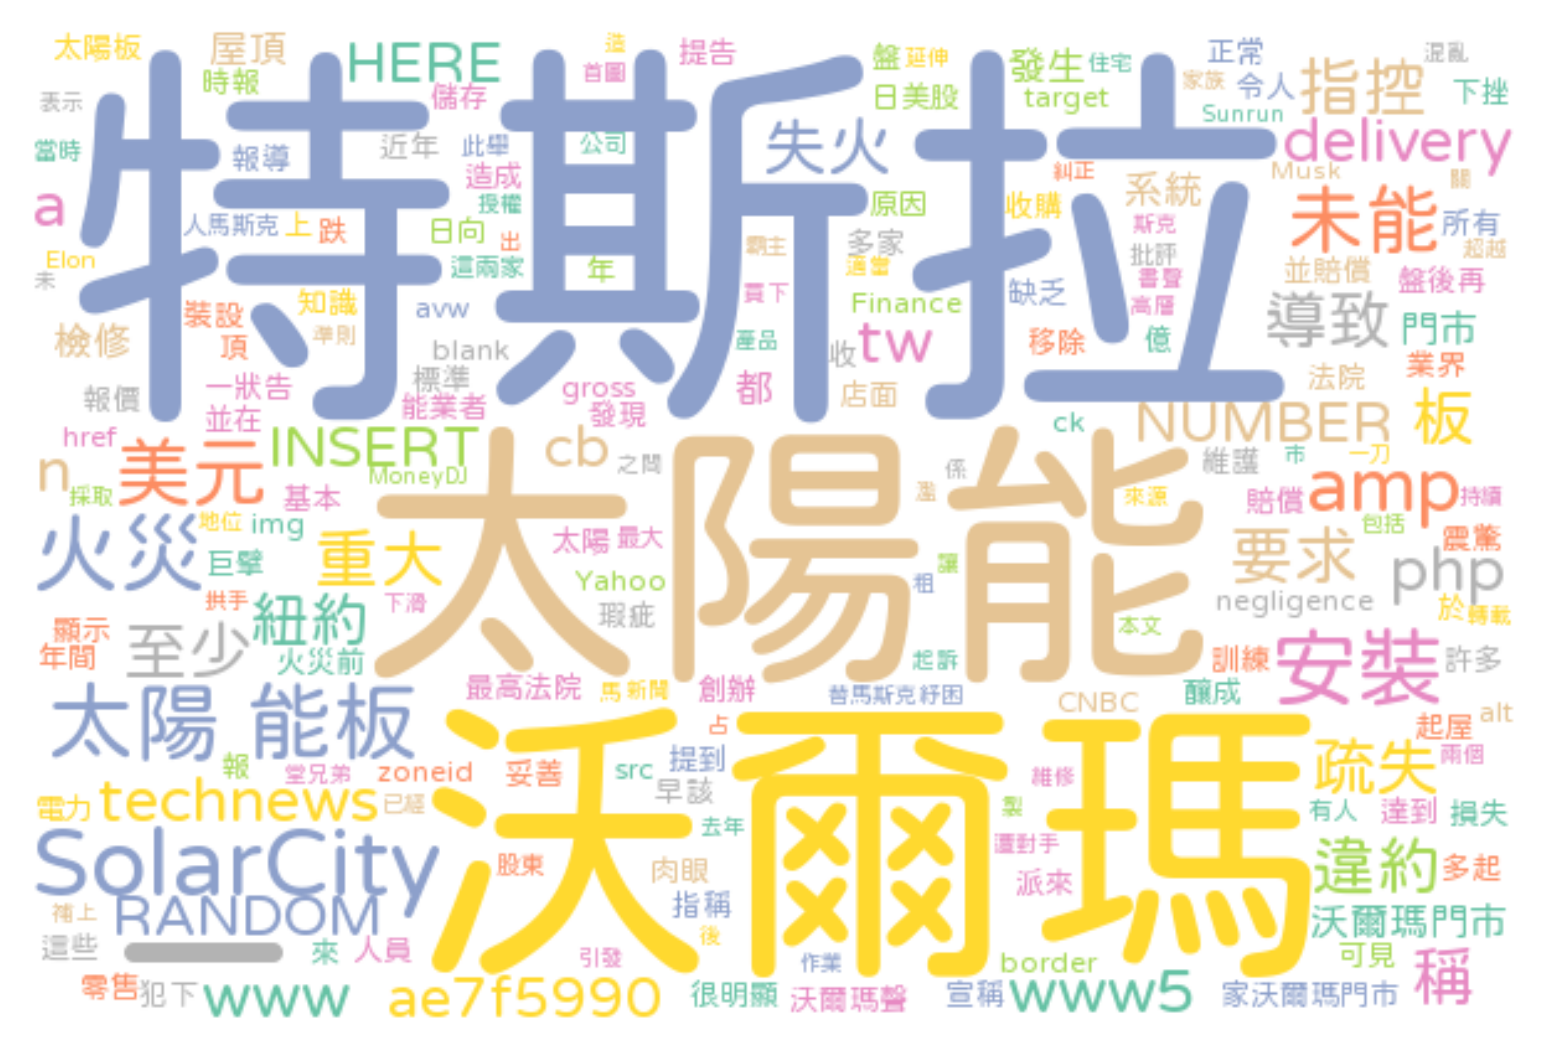 太陽板
屋頂
HERE
造
首圖
提告
盤
延伸
發生
住宅
正常
混亂
時報
儲存
日美股
target
家族
令人
指控
下挫
表示
Sunrun
特斯拉
失火
delivery
當時
報導
近年
此舉
公司
糾正
Musk
關
a
造成
授權
原因
收購
系統
未能
所有
人馬斯克
上
跌
日向
出
霸主
多家
斯克
批評
超越
Elon
未
這兩家
年
適當
書聲
並賠償
盤後再
裝設
知識
avw
買下
Finance
缺乏
高層
導致
門市
檢修
頂
準則
blank
產品
收
tw
移除
億
業界
報價
一狀告
標準
gross
都
店面
法院
並在
能業者
發現
href
INSERT
cb
ck
NUMBER
板
n
美元
MoneyDJ
之間
係
維護
市
一刀
採取
基本
太陽能
濫
來源
賠償
amp
持續
火災
地位
img
重大
太陽
最大
包括
震驚
巨擘
Yahoo
租
讓
要求
php
拱手
紐約
下滑
瑕疵
negligence
於
轉載
顯示
至少
本文
年間
火災前
起訴
訓練
安裝
許多
太陽 能板
最高法院
馬
新聞
創辦
替馬斯克紓困
CNBC
釀成
alt
占
起屋
報
堂兄弟
zoneid
妥善
src
提到
沃爾瑪
維修
疏失
兩個
電力
technews
已經
早該
製
有人
達到
損失
SolarCity
去年
遭對手
股東
肉眼
派來
違約
多起
補上
RANDOM
指稱
沃爾瑪門市
這些
來
人員
引發
後
作業
border
可見
稱
零售
犯下
www
ae7f5990
很明顯
沃爾瑪聲
宣稱
www5
家沃爾瑪門市